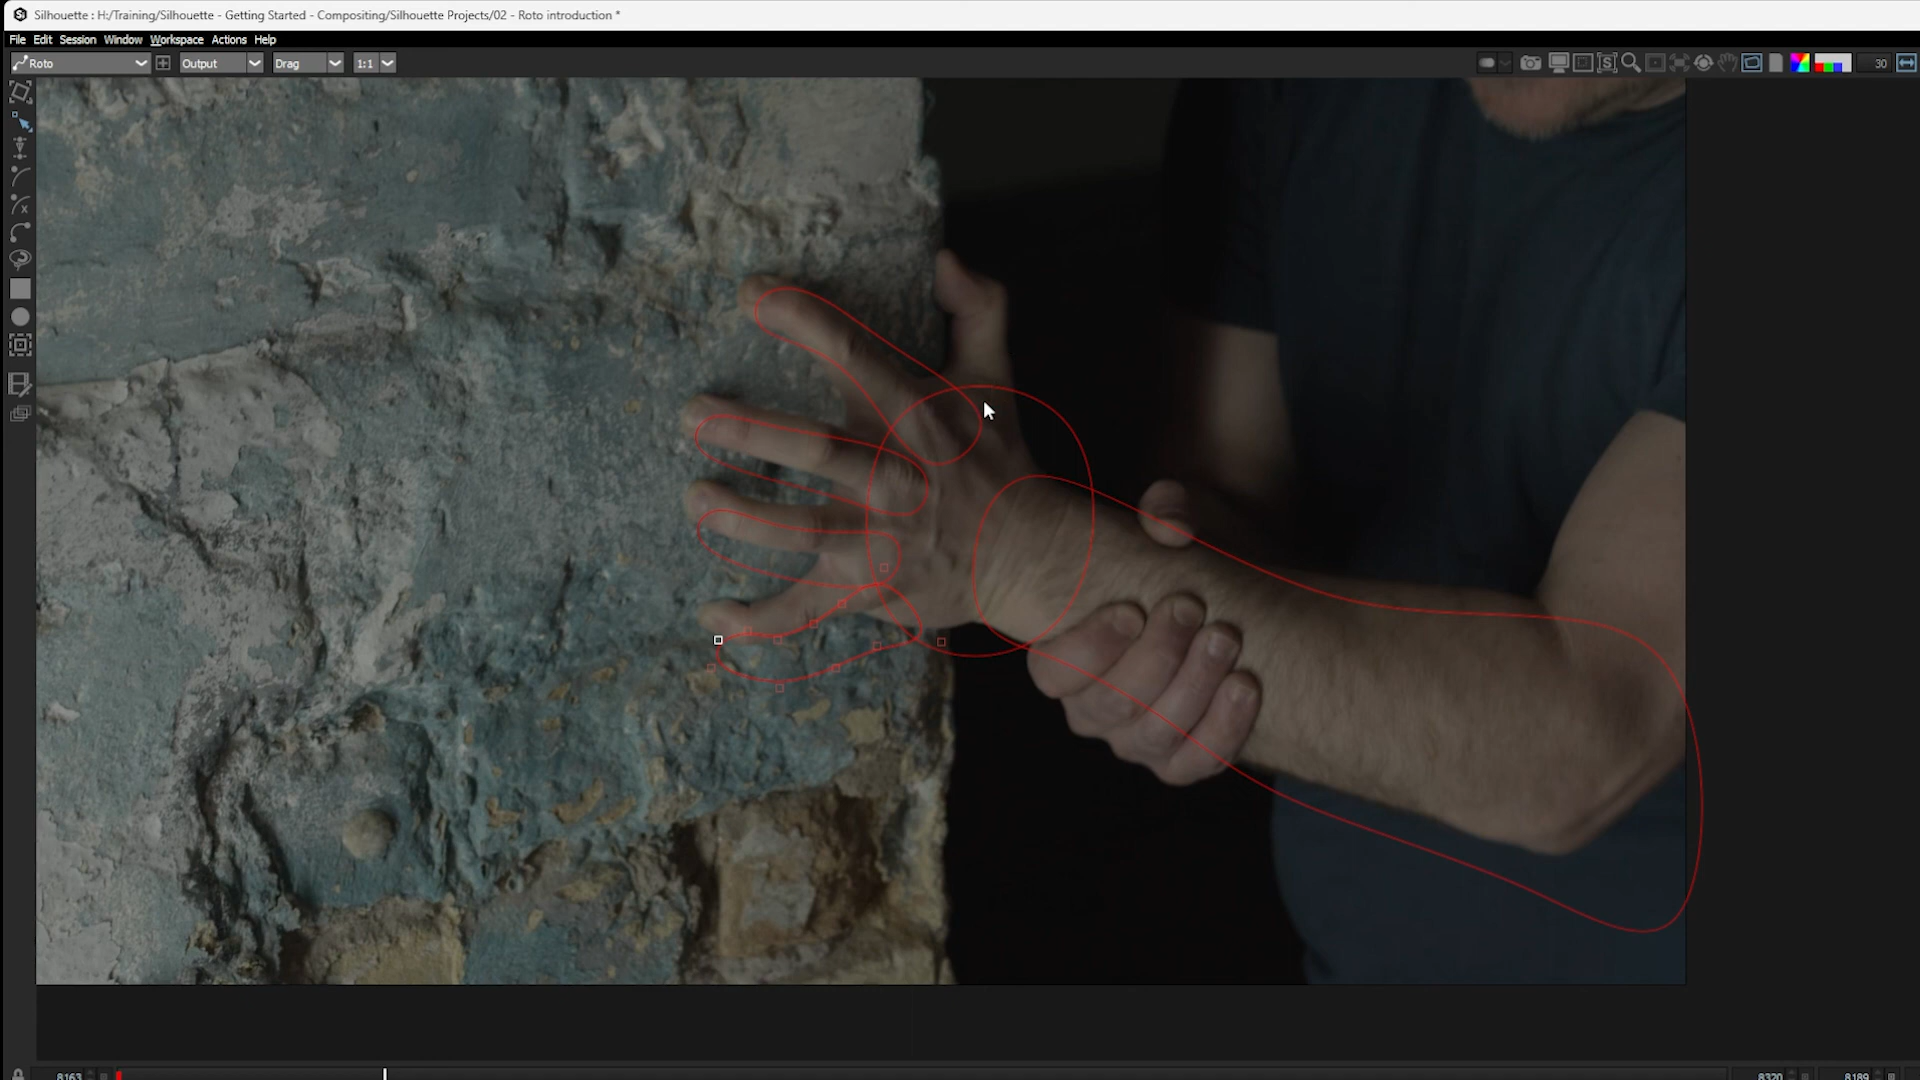 Silhouette : H:/Training/Silhouette - Getting Started - Compositing/Silhouette Projects/02 - Roto introduction *
File Edit Session Window Workspace Actions Help
Roto Output Drag 1:1 S 30
8163 8320 8189